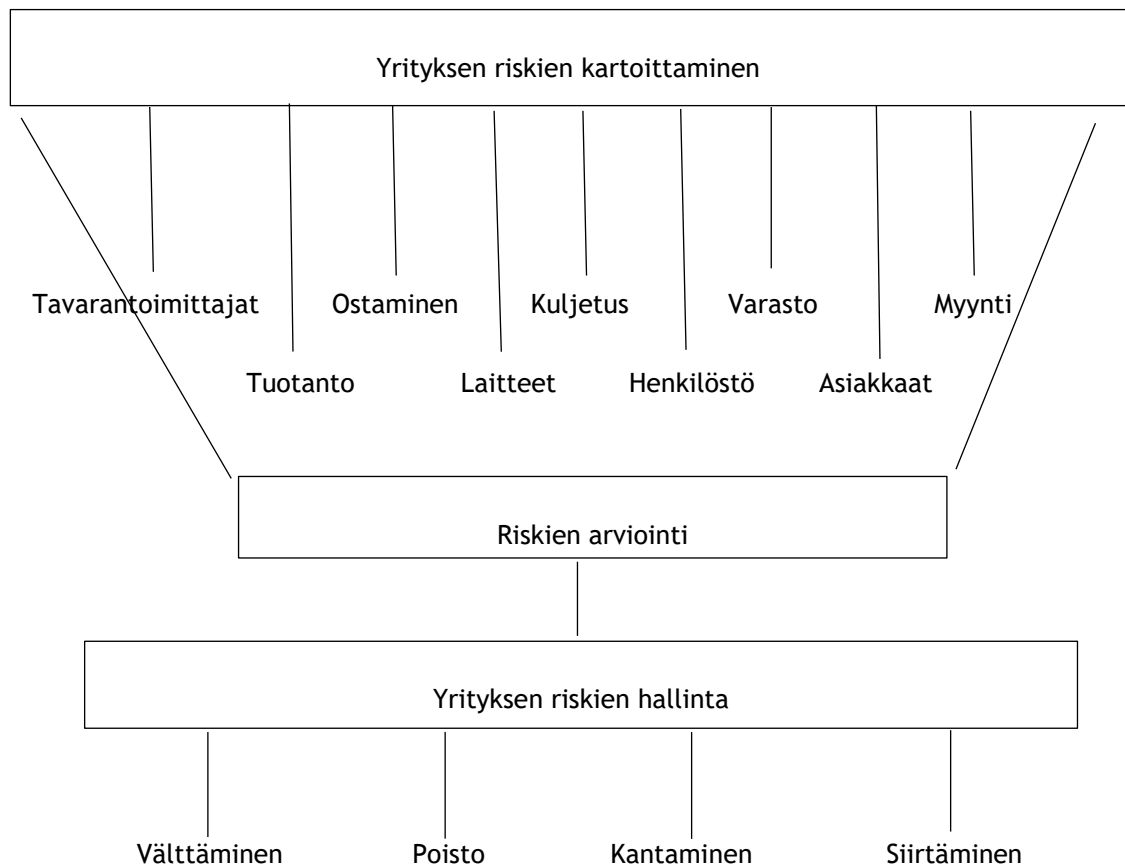 Yrityksen riskien kartoittaminen
Tavarantoimittajat Ostaminen Kuljetus Varasto Myynti
Tuotanto Laitteet Henkilöstö Asiakkaat
Riskien arviointi
Yrityksen riskien hallinta
Välttäminen Poisto Kantaminen Siirtäminen